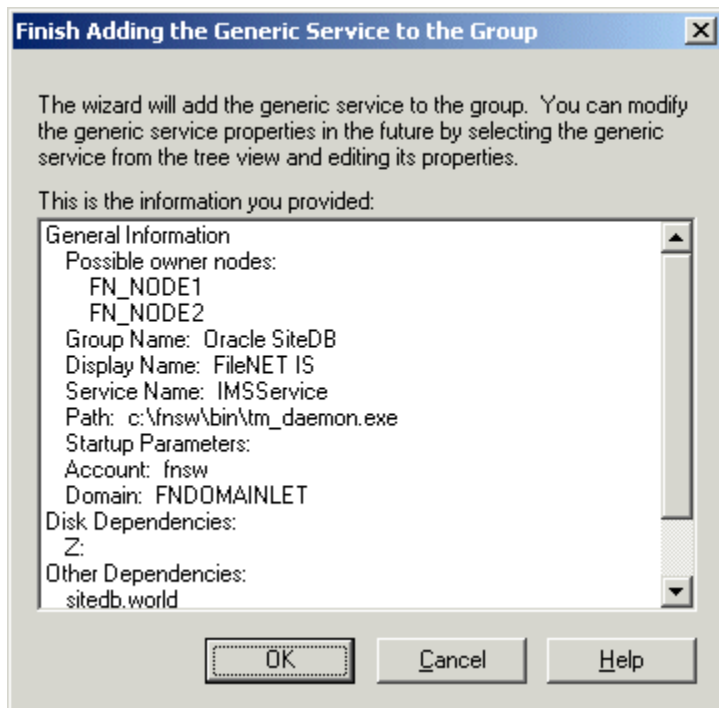 Finish Adding the Generic Service to the Group
The wizard will add the generic service to the group. You can modify
the generic service properties in the future by selecting the generic
service from the tree view and editing its properties.
This is the information you provided:
General Information
Possible owner nodes:
FN_NODE1
FN_NODE2
Group Name: Oracle SiteDB
Display Name: FileNET IS
Service Name: IMSService
Path: c:\fnsw\bin\tm_daemon.exe
Startup Parameters:
Account: fnsw
Domain: FNDOMAINLET
Disk Dependencies:
Z:
Other Dependencies:
sitedb.world
OK Cancel Help